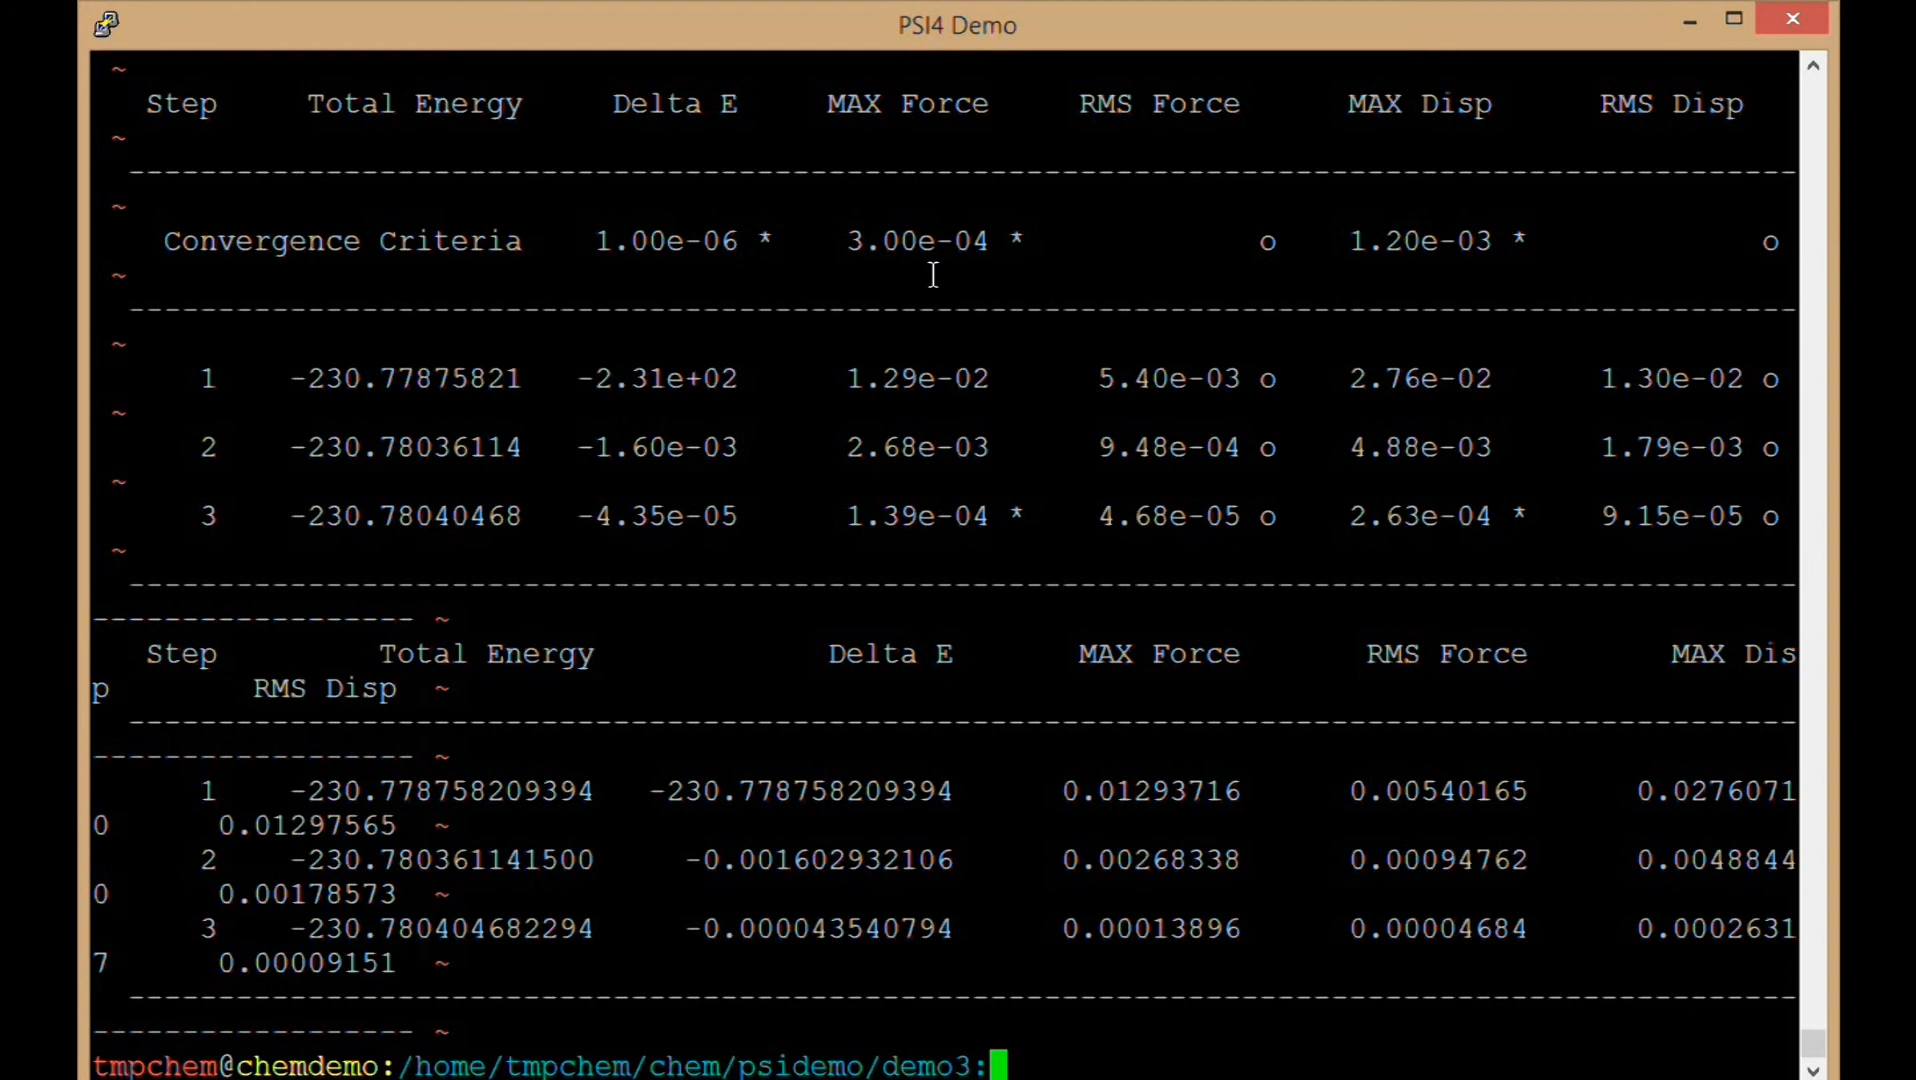 PSI4 Demo
~
Step Total Energy Delta E MAX Force RMS Force MAX Disp RMS Disp
~
--------------------------------------------------------------------------------------------
~
Convergence Criteria 1.00e-06 * 3.00e-04 * o 1.20e-03 * o
~
--------------------------------------------------------------------------------------------
~
1 -230.77875821 -2.31e+02 1.29e-02 5.40e-03 o 2.76e-02 1.30e-02 o
~
2 -230.78036114 -1.60e-03 2.68e-03 9.48e-04 o 4.88e-03 1.79e-03 o
~
3 -230.78040468 -4.35e-05 1.39e-04 * 4.68e-05 o 2.63e-04 * 9.15e-05 o
~
--------------------------------------------------------------------------------------------
------------------ ~
Step Total Energy Delta E MAX Force RMS Force MAX Dis
p RMS Disp ~
--------------------------------------------------------------------------------------------
------------------ ~
1 -230.778758209394 -230.778758209394 0.01293716 0.00540165 0.0276071
0 0.01297565 ~
2 -230.780361141500 -0.001602932106 0.00268338 0.00094762 0.0048844
0 0.00178573 ~
3 -230.780404682294 -0.000043540794 0.00013896 0.00004684 0.0002631
7 0.00009151 ~
--------------------------------------------------------------------------------------------
------------------ ~
tmpchem@chemdemo:/home/tmpchem/chem/psidemo/demo3: